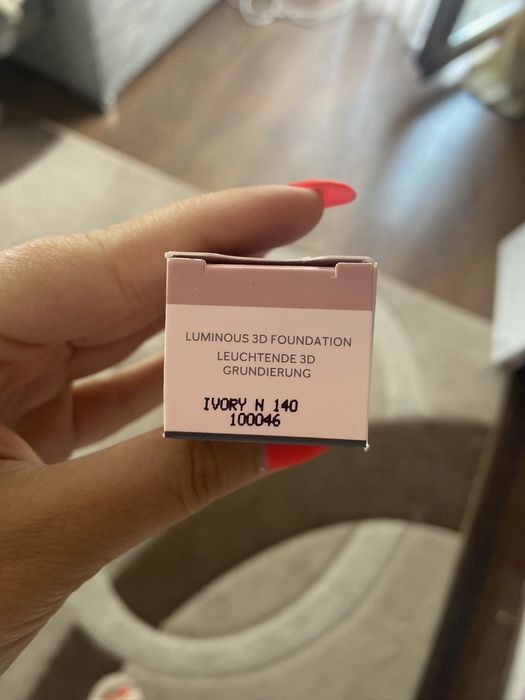 LUMINOUS 3D FOUNDATION
LEUCHTENDE 3D
GRUNDIERUNG
IVORY N 140
100046